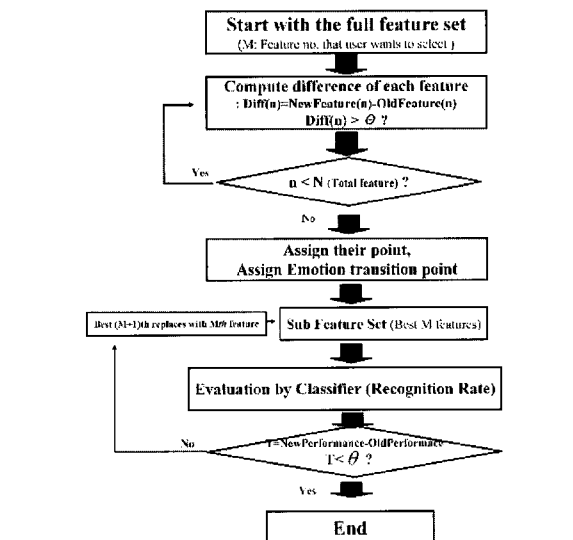 Start with the full feature set
(M: Feature no. that user wants to select )
Compute difference of each feature
: Diff(n)=NewFeature(n)-OldFeature(n)
Diff(n) > θ ?
Yes
n < N (Total feature) ?
No
Assign their point,
Assign Emotion transition point
Best (M+1)th replaces with Mth feature
Sub Feature Set (Best M features)
Evaluation by Classifier (Recognition Rate)
T=NewPerformance-OldPerformace
No
T< θ ?
Yes
End